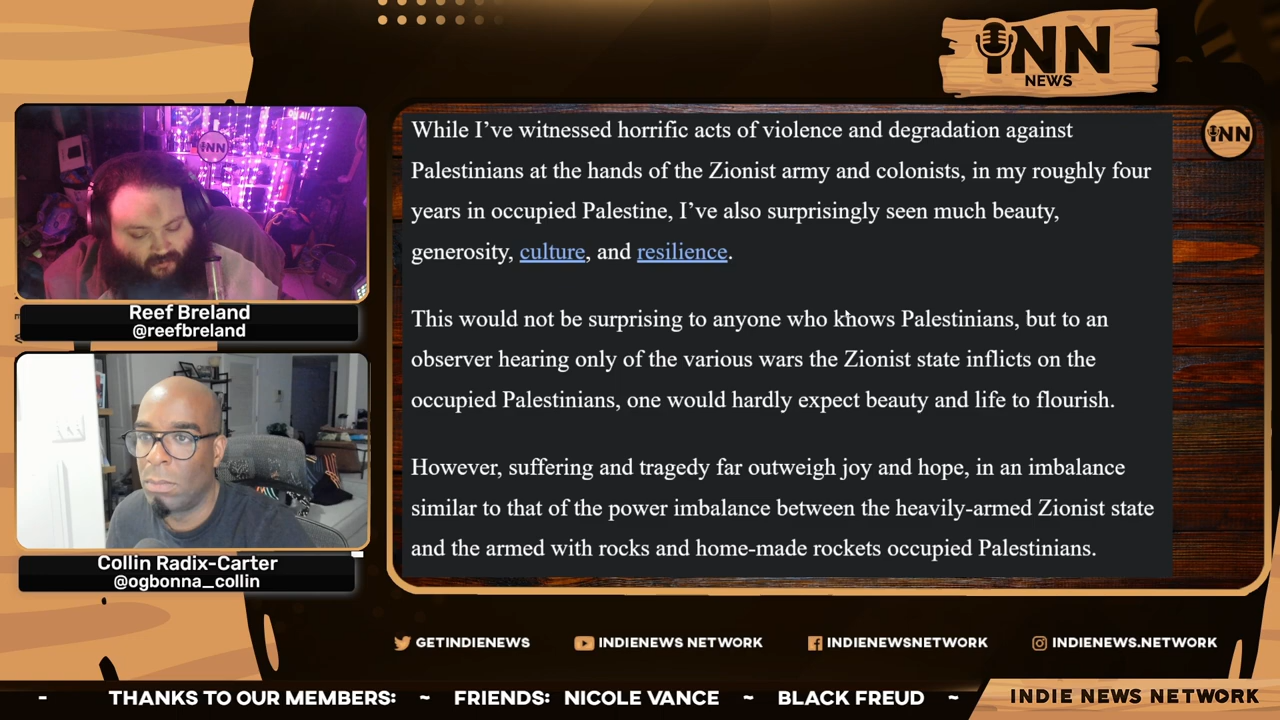 iNN
NEWS
iNN
iNN
Reef Breland
@reefbreland
Collin Radix-Carter
@ogbonna_collin
While I’ve witnessed horrific acts of violence and degradation against
Palestinians at the hands of the Zionist army and colonists, in my roughly four
years in occupied Palestine, I’ve also surprisingly seen much beauty,
generosity, culture, and resilience.
This would not be surprising to anyone who knows Palestinians, but to an
observer hearing only of the various wars the Zionist state inflicts on the
occupied Palestinians, one would hardly expect beauty and life to flourish.
However, suffering and tragedy far outweigh joy and hope, in an imbalance
similar to that of the power imbalance between the heavily-armed Zionist state
and the armed with rocks and home-made rockets occupied Palestinians.
GETINDIENEWS
INDIENEWS NETWORK
INDIENEWSNETWORK
INDIENEWS.NETWORK
- THANKS TO OUR MEMBERS: ~ FRIENDS: NICOLE VANCE ~ BLACK FREUD ~
INDIE NEWS NETWORK